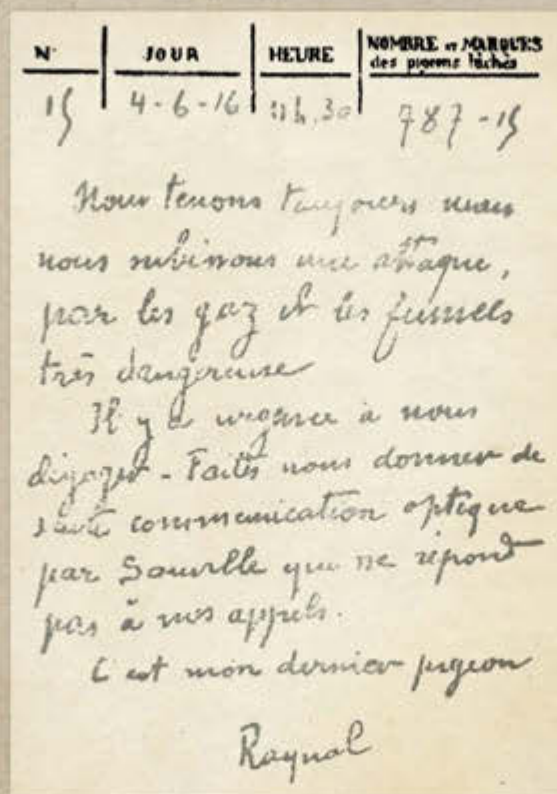 N° JOUR HEURE NOMBRE et MARQUES
des pigeons lâchés
15 4-6-16 11h.30 787-15
Nous tenons toujours mais
nous subissons une attaque,
par les gaz et les fumées
très dangereuse
Il y a urgence à nous
dégager - Faites nous donner de
suite communication optique
par Souville qui ne répond
pas à nos appels.
C'est mon dernier pigeon
Raynal